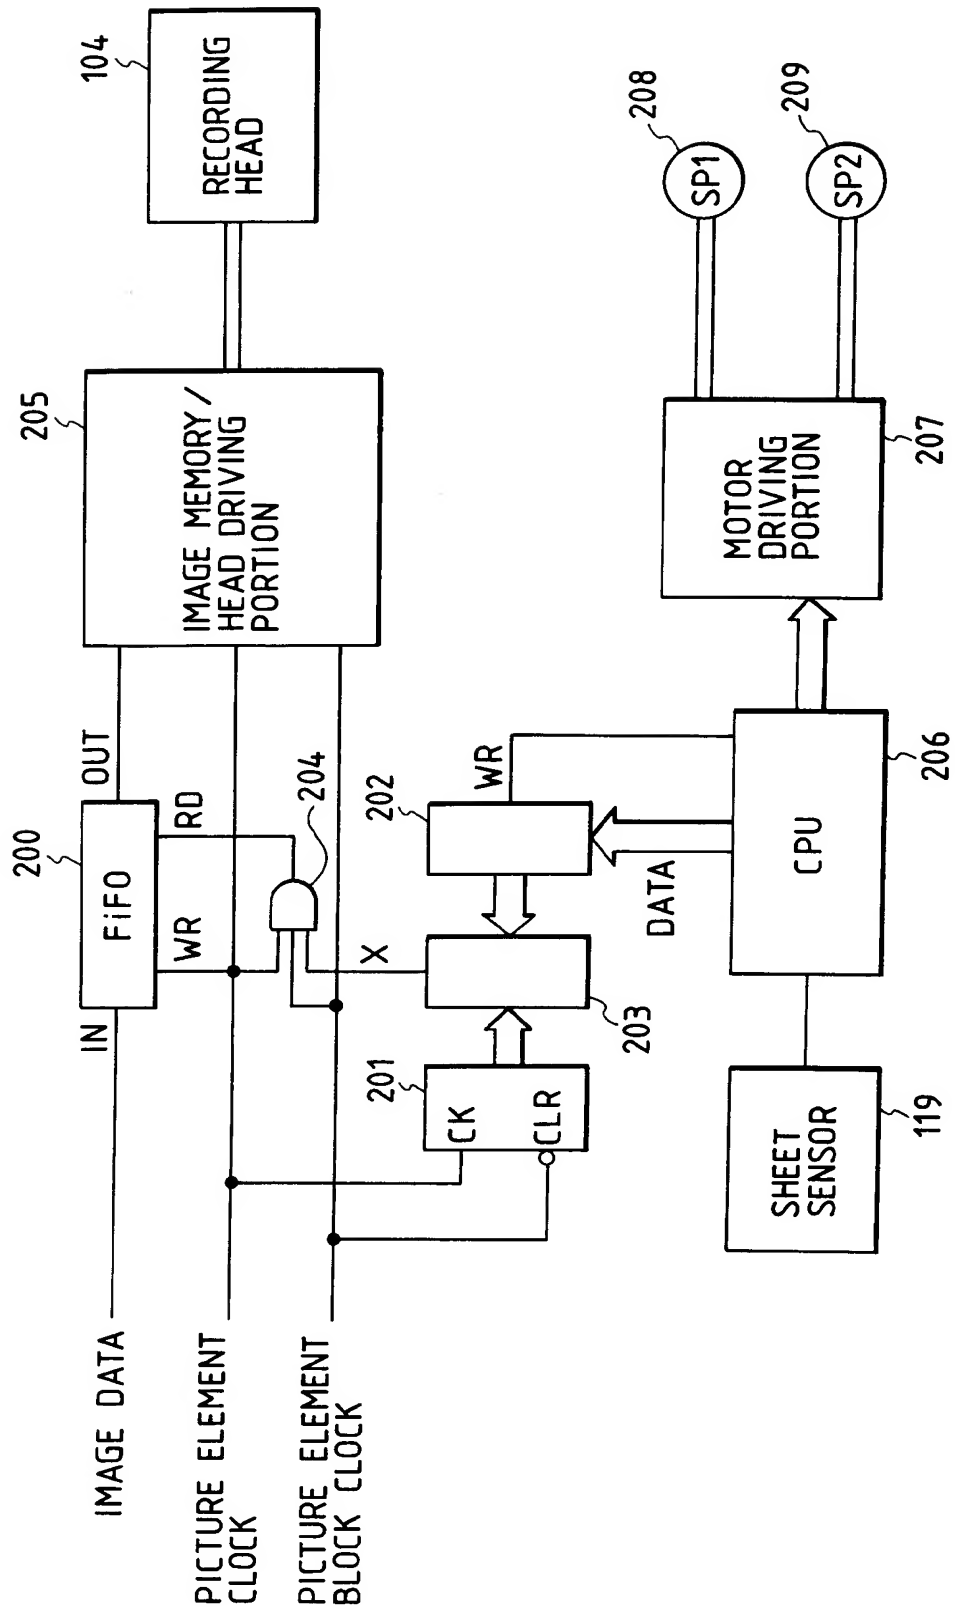 104
RECORDING
HEAD
205
IMAGE MEMORY/
HEAD DRIVING
PORTION
200
FiFO
IN
OUT
WR
RD
204
IMAGE DATA
PICTURE ELEMENT
CLOCK
PICTURE ELEMENT
BLOCK CLOCK
X
201
CK
CLR
203
202
WR
DATA
CPU
206
SHEET
SENSOR
119
MOTOR
DRIVING
PORTION
207
SP1
208
SP2
209